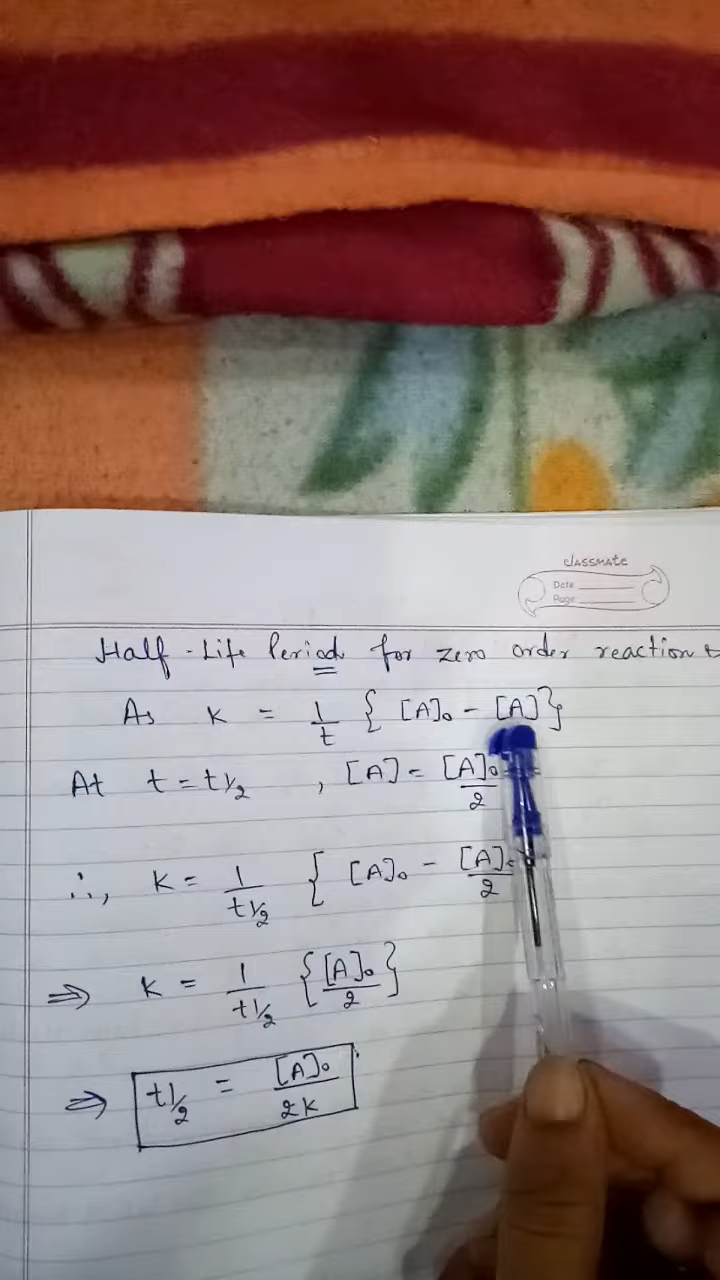 classmate
Date
Page
Half-Life Period for zero order reaction
As K = 1/t { [A]₀ - [A] }
At t = t1/2 , [A] = [A]₀/2
∴, K = 1/t1/2 { [A]₀ - [A]₀/2
⇒ K = 1/t1/2 { [A]₀/2 }
⇒ t1/2 = [A]₀/2K